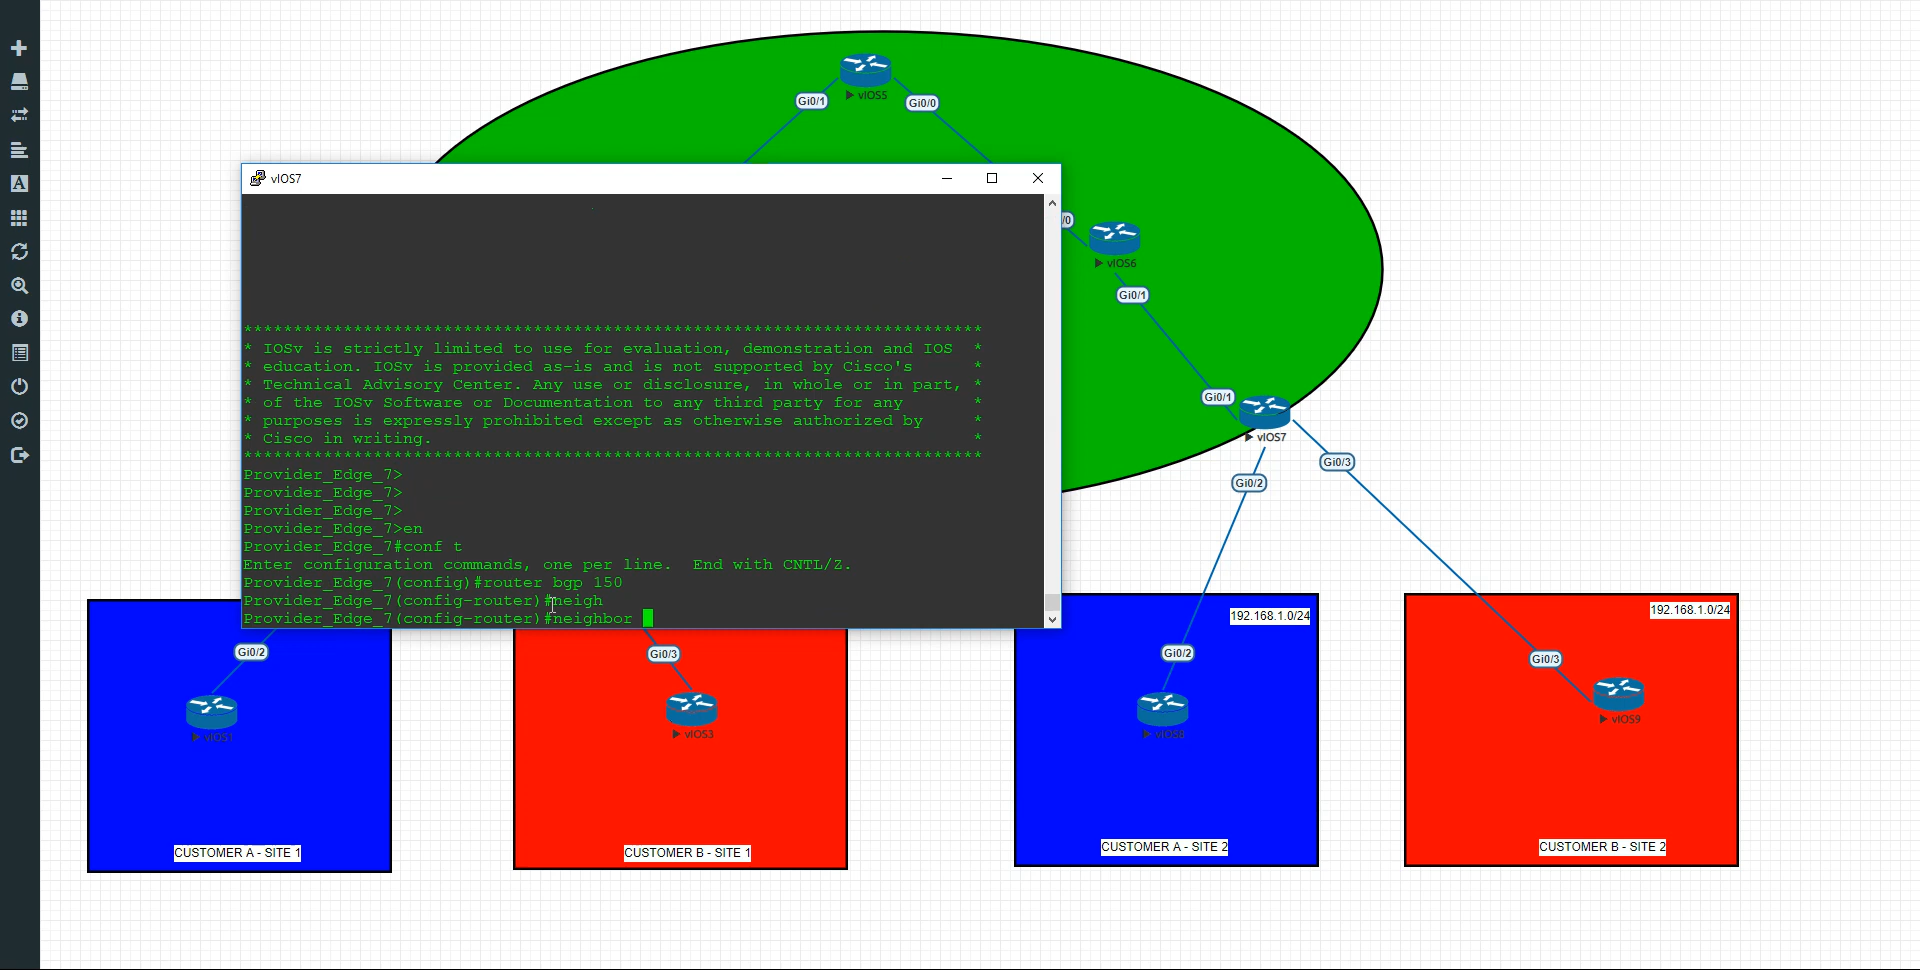 Gi0/1
vIOS5
Gi0/0
vIOS7
/0
vIOS6
Gi0/1
Gi0/1
vIOS7
Gi0/3
Gi0/2
******************************************************************************
* IOSv is strictly limited to use for evaluation, demonstration and IOS *
* education. IOSv is provided as-is and is not supported by Cisco's *
* Technical Advisory Center. Any use or disclosure, in whole or in part, *
* of the IOSv Software or Documentation to any third party for any *
* purposes is expressly prohibited except as otherwise authorized by *
* Cisco in writing. *
******************************************************************************
Provider_Edge_7>
Provider_Edge_7>
Provider_Edge_7>
Provider_Edge_7>en
Provider_Edge_7#conf t
Enter configuration commands, one per line. End with CNTL/Z.
Provider_Edge_7(config)#router bgp 150
Provider_Edge_7(config-router)#neigh
Provider_Edge_7(config-router)#neighbor
Gi0/2
vIOS1
CUSTOMER A - SITE 1
Gi0/3
vIOS3
CUSTOMER B - SITE 1
192.168.1.0/24
Gi0/2
vIOS8
CUSTOMER A - SITE 2
192.168.1.0/24
Gi0/3
vIOS9
CUSTOMER B - SITE 2